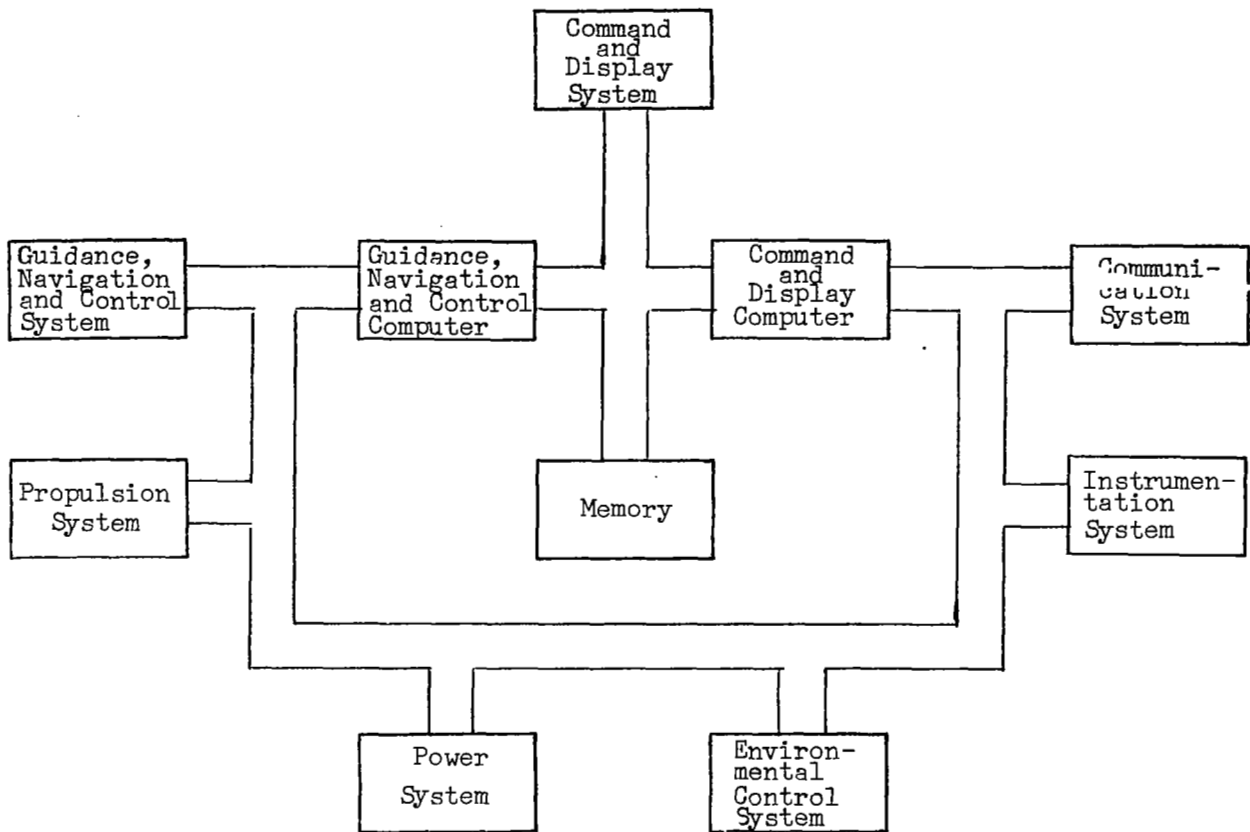 Command
and
Display
System
Guidance,
Navigation
and Control
System
Guidance,
Navigation
and Control
Computer
Command
and
Display
Computer
Communi-
cation
System
Propulsion
System
Memory
Instrumen-
tation
System
Power
System
Environ-
mental
Control
System